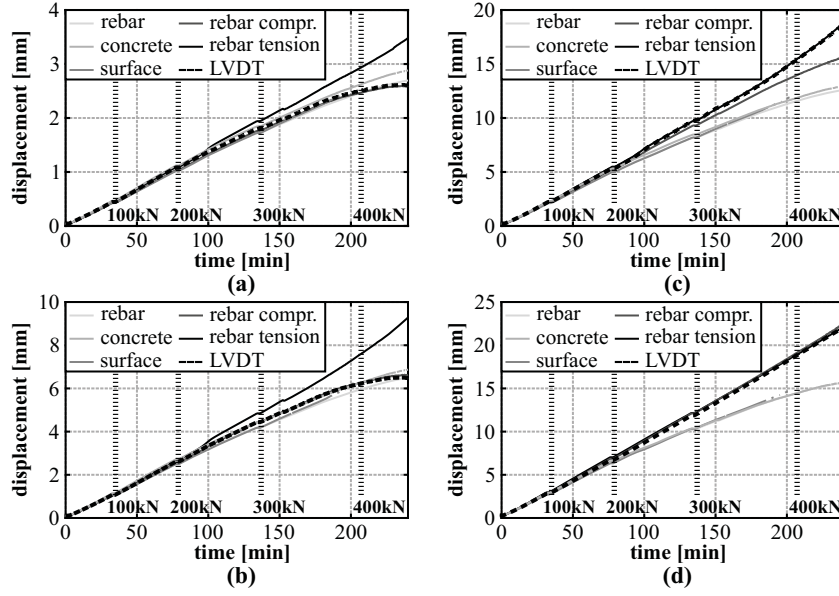 4
3
2
1
0
displacement [mm]
rebar
concrete
surface
rebar compr.
rebar tension
LVDT
100kN 200kN 300kN 400kN
0 50 100 150 200
time [min]
(a)
20
15
10
5
0
displacement [mm]
rebar
concrete
surface
rebar compr.
rebar tension
LVDT
100kN 200kN 300kN 400kN
0 50 100 150 200
time [min]
(c)
10
8
6
4
2
0
displacement [mm]
rebar
concrete
surface
rebar compr.
rebar tension
LVDT
100kN 200kN 300kN 400kN
0 50 100 150 200
time [min]
(b)
25
20
15
10
5
0
displacement [mm]
rebar
concrete
surface
rebar compr.
rebar tension
LVDT
100kN 200kN 300kN 400kN
0 50 100 150 200
time [min]
(d)